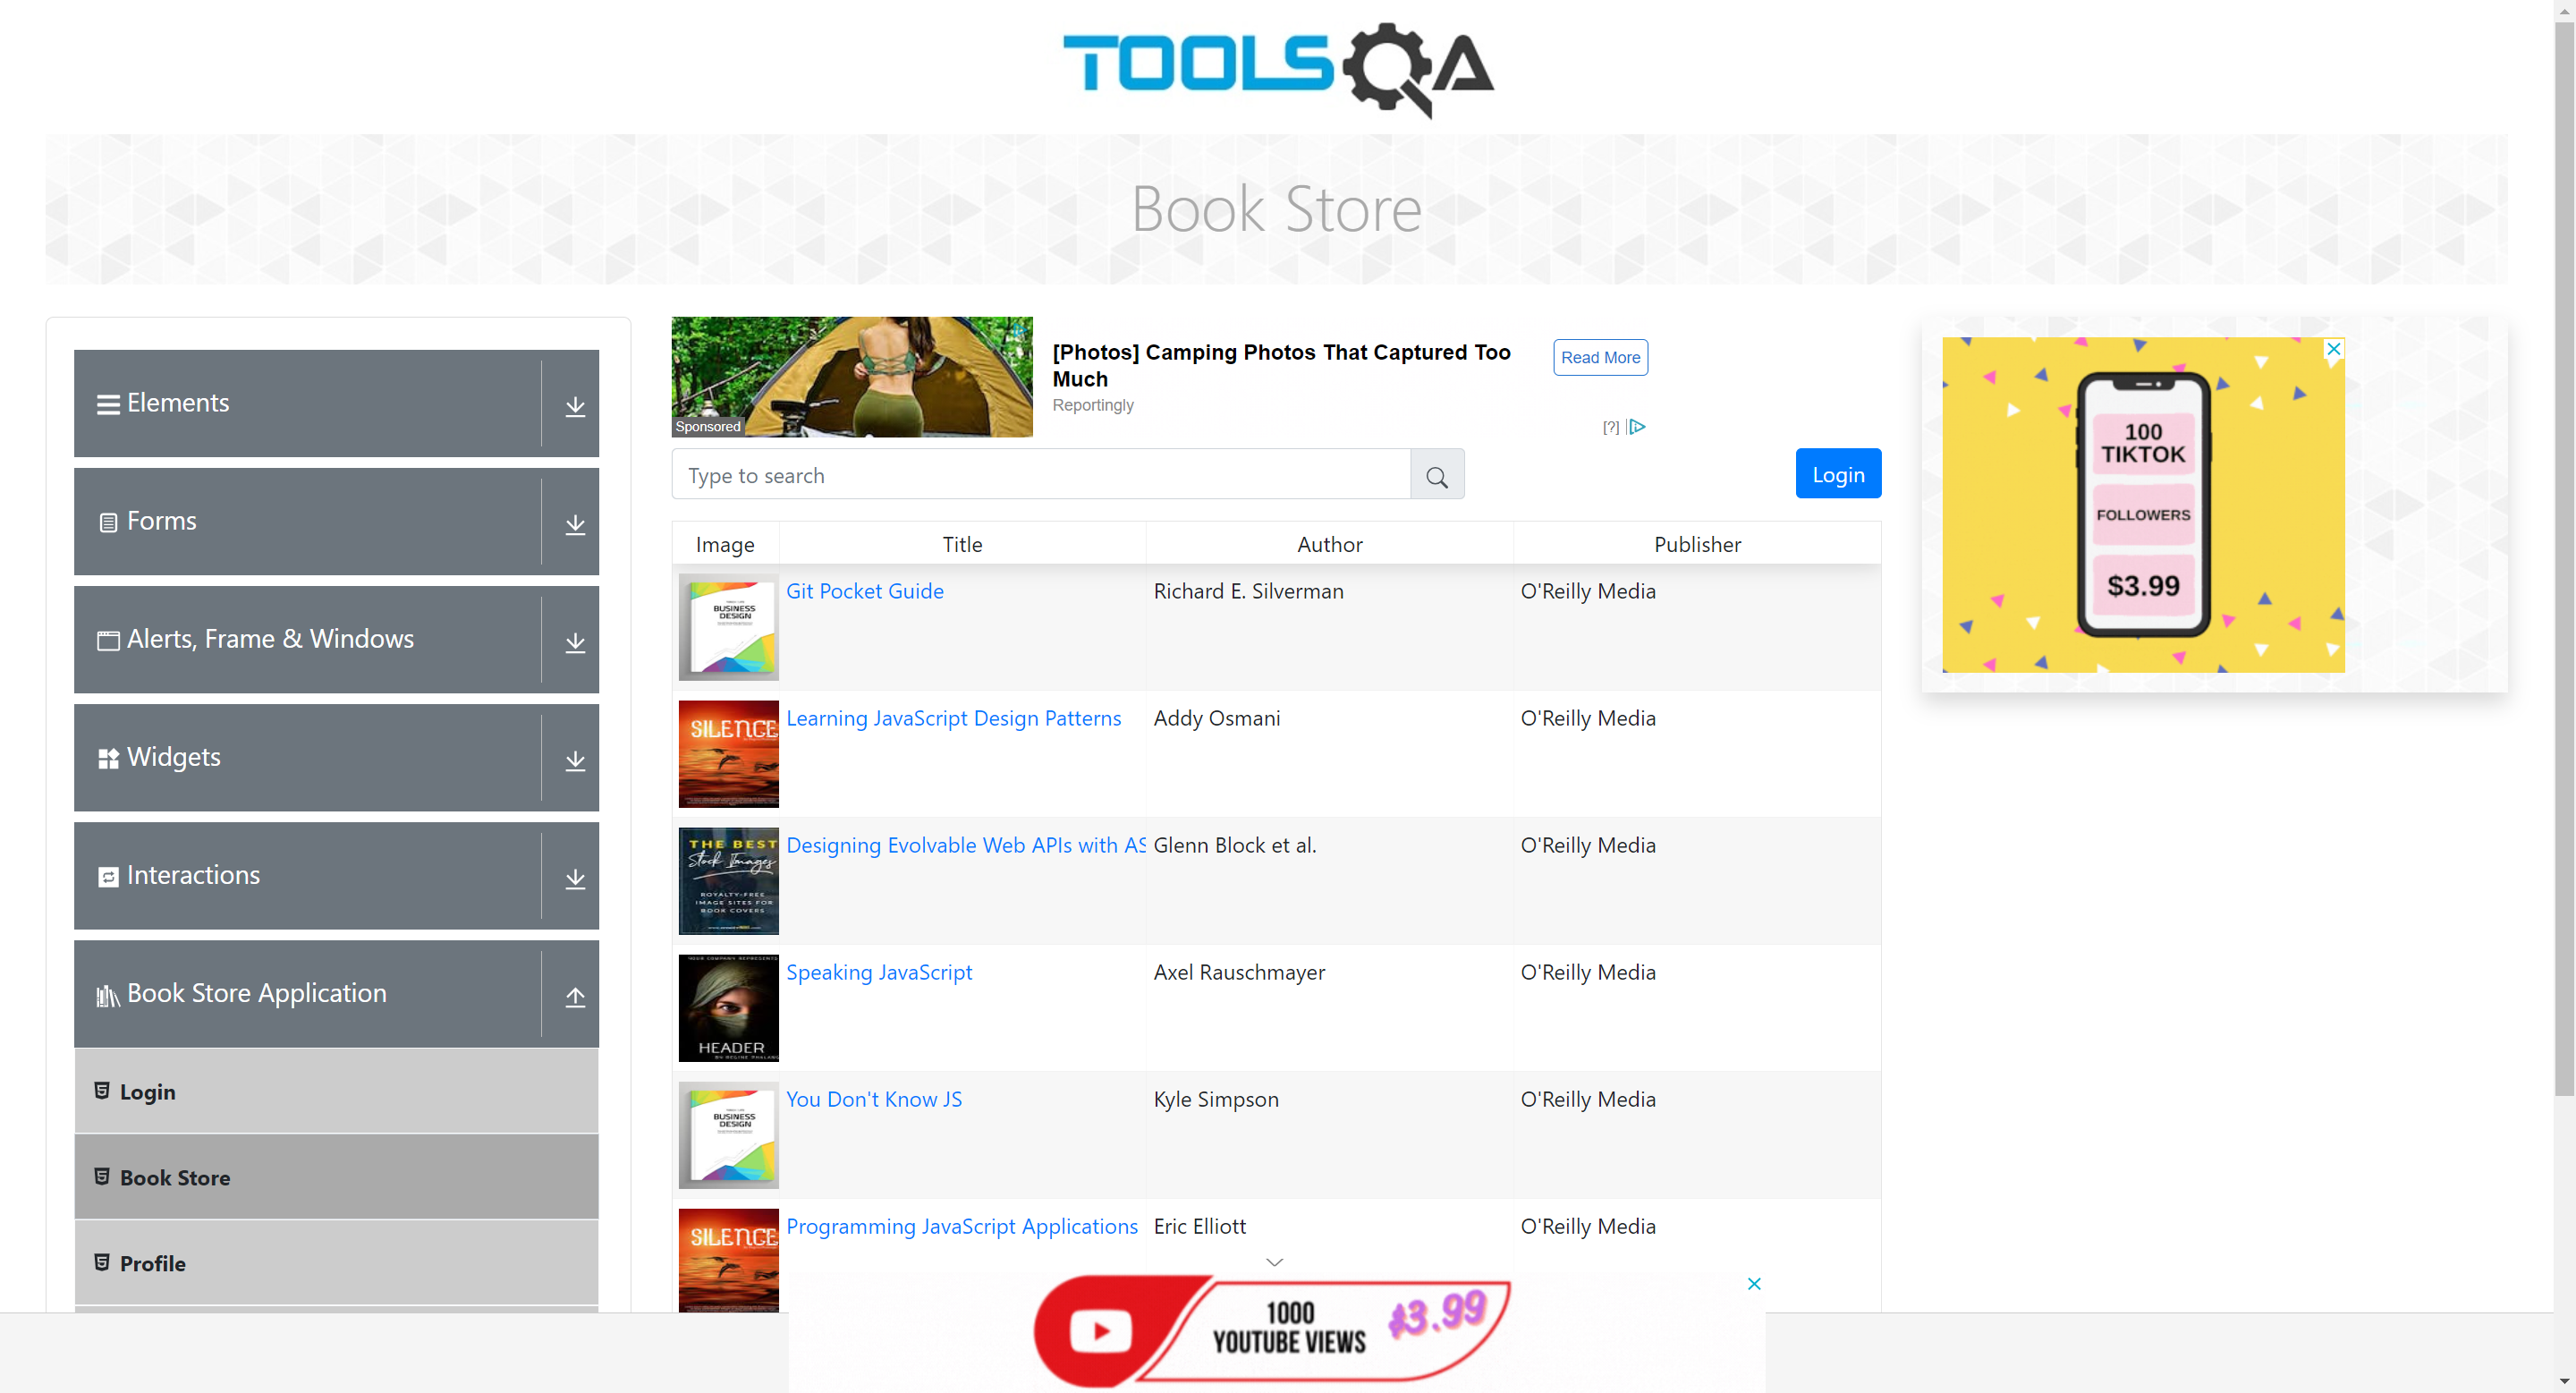 TOOLSQA
Book Store
Elements
Forms
Alerts, Frame & Windows
Widgets
Interactions
Book Store Application
Login
Book Store
Profile
[Photos] Camping Photos That Captured Too
Much
Reportingly
Read More
Sponsored
[?]
Type to search
Login
Image Title Author Publisher
BUSINESS
DESIGN
Git Pocket Guide Richard E. Silverman O'Reilly Media
SILENCE
Learning JavaScript Design Patterns Addy Osmani O'Reilly Media
THE BEST
Stock Images
ROYALTY-FREE
IMAGE SITES FOR
BOOK COVERS
Designing Evolvable Web APIs with AS Glenn Block et al. O'Reilly Media
YOUR COMPANY REPRESENTS
HEADER
Speaking JavaScript Axel Rauschmayer O'Reilly Media
BUSINESS
DESIGN
You Don't Know JS Kyle Simpson O'Reilly Media
SILENCE
Programming JavaScript Applications Eric Elliott O'Reilly Media
100
TIKTOK
FOLLOWERS
$3.99
1000
YOUTUBE VIEWS
$3.99